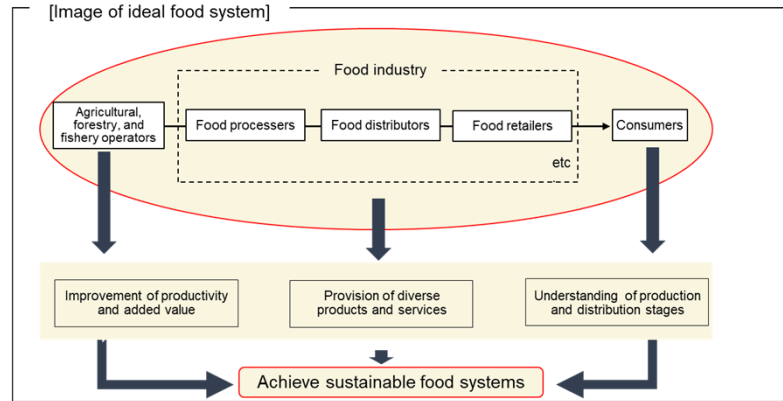 [Image of ideal food system]
Food industry
Agricultural,
forestry, and
fishery operators
Food processers
Food distributors
Food retailers
Consumers
etc
Improvement of productivity
and added value
Provision of diverse
products and services
Understanding of production
and distribution stages
Achieve sustainable food systems